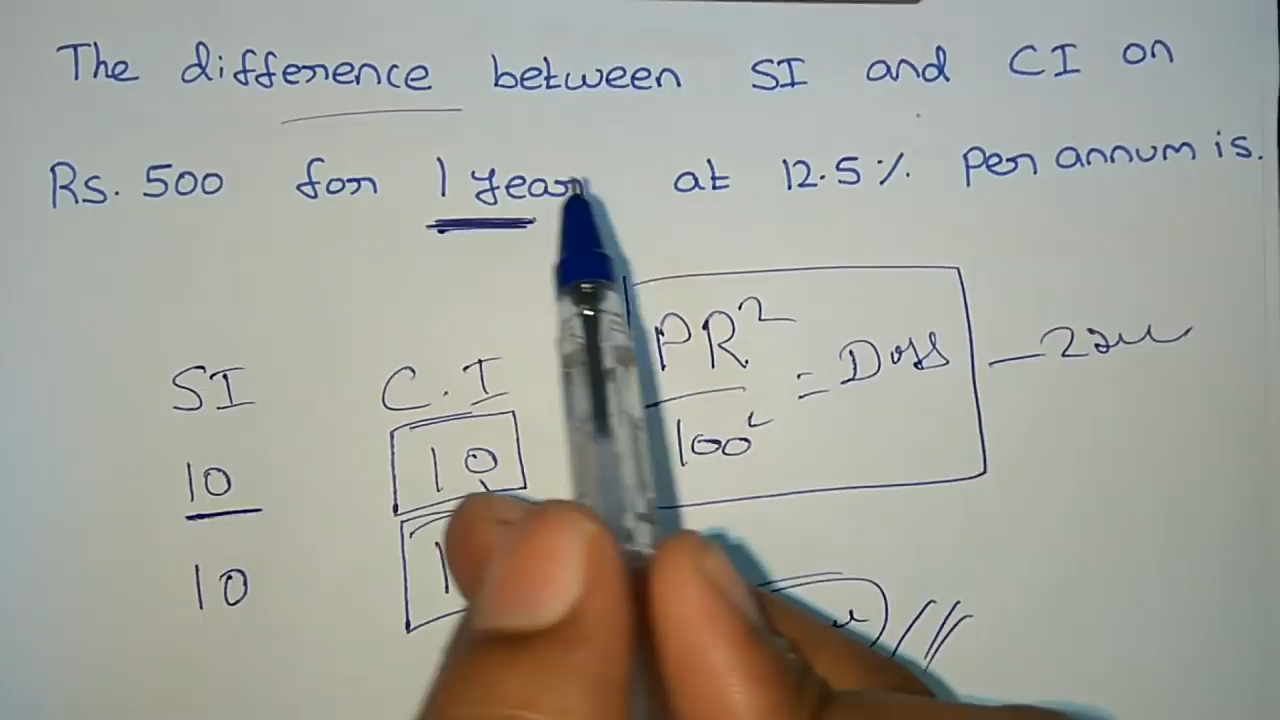 The difference between SI and CI on
Rs. 500 for 1 year at 12.5% per annum is.
PR²
= D
100²
SI C.I
10 10
10 1